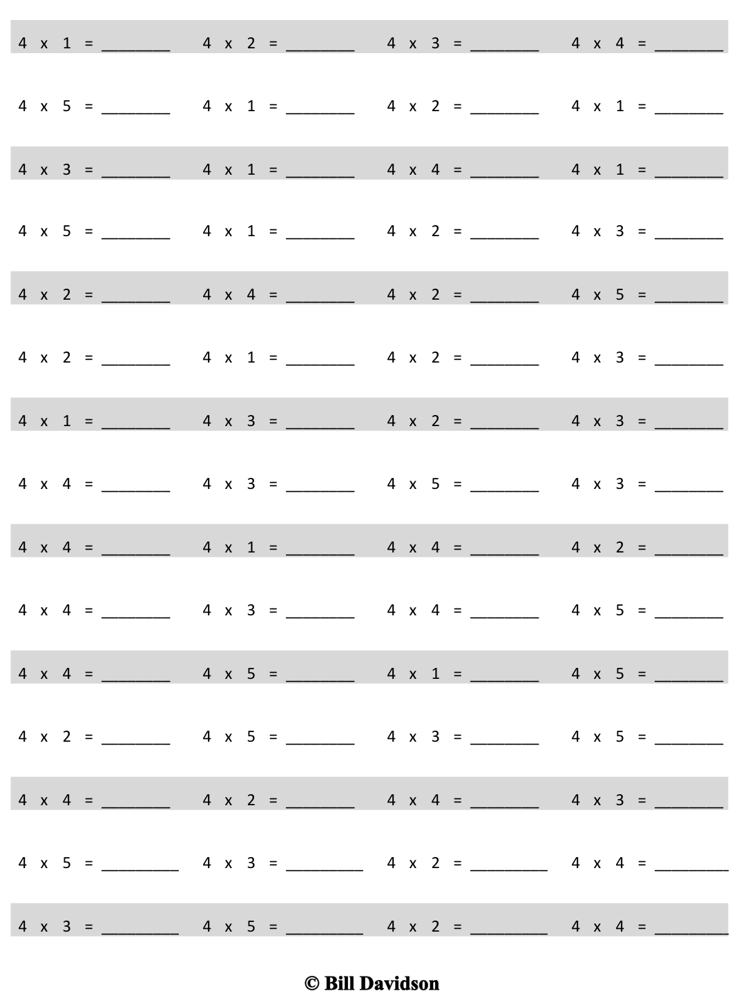 4 x 1 = ________ 4 x 2 = ________ 4 x 3 = ________ 4 x 4 = ________
4 x 5 = ________ 4 x 1 = ________ 4 x 2 = ________ 4 x 1 = ________
4 x 3 = ________ 4 x 1 = ________ 4 x 4 = ________ 4 x 1 = ________
4 x 5 = ________ 4 x 1 = ________ 4 x 2 = ________ 4 x 3 = ________
4 x 2 = ________ 4 x 4 = ________ 4 x 2 = ________ 4 x 5 = ________
4 x 2 = ________ 4 x 1 = ________ 4 x 2 = ________ 4 x 3 = ________
4 x 1 = ________ 4 x 3 = ________ 4 x 2 = ________ 4 x 3 = ________
4 x 4 = ________ 4 x 3 = ________ 4 x 5 = ________ 4 x 3 = ________
4 x 4 = ________ 4 x 1 = ________ 4 x 4 = ________ 4 x 2 = ________
4 x 4 = ________ 4 x 3 = ________ 4 x 4 = ________ 4 x 5 = ________
4 x 4 = ________ 4 x 5 = ________ 4 x 1 = ________ 4 x 5 = ________
4 x 2 = ________ 4 x 5 = ________ 4 x 3 = ________ 4 x 5 = ________
4 x 4 = ________ 4 x 2 = ________ 4 x 4 = ________ 4 x 3 = ________
4 x 5 = _________ 4 x 3 = _________ 4 x 2 = _________ 4 x 4 = _________
4 x 3 = _________ 4 x 5 = _________ 4 x 2 = _________ 4 x 4 = _________
© Bill Davidson